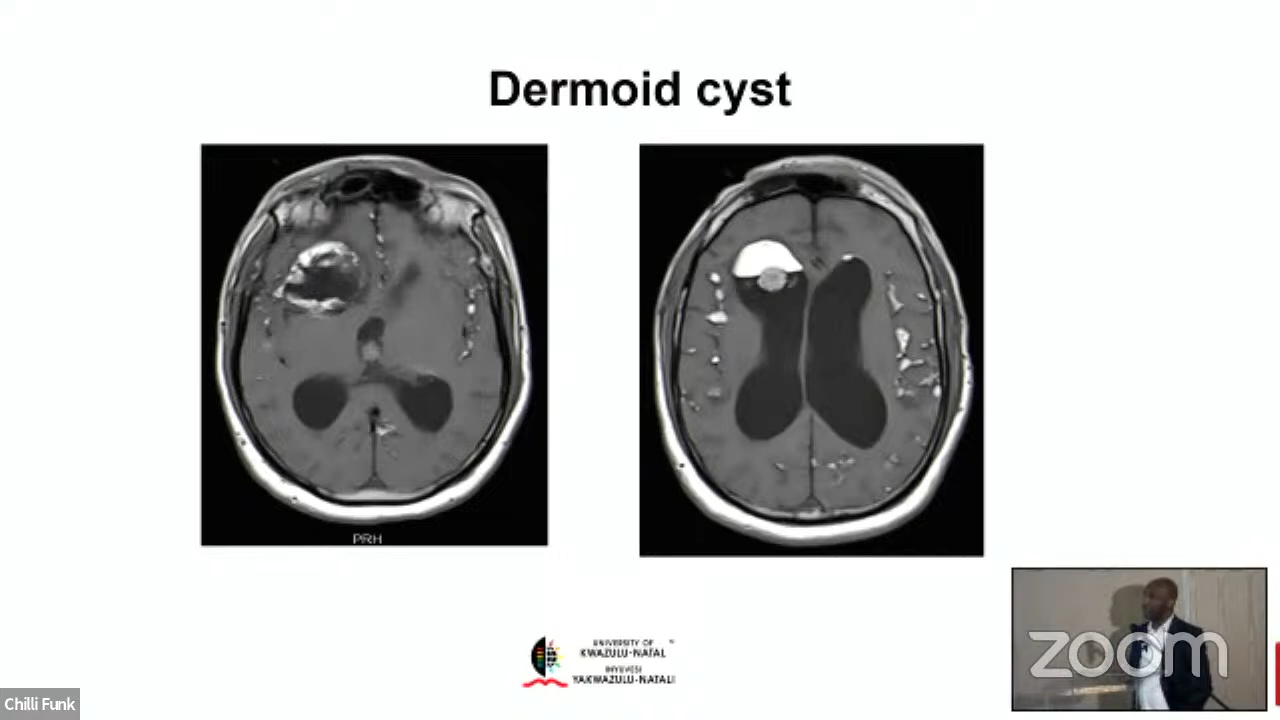 Dermoid cyst
PRH
UNIVERSITY OF
KWAZULU-NATAL
INYUVESI
YAKWAZULU-NATALI
zoom
Chilli Funk